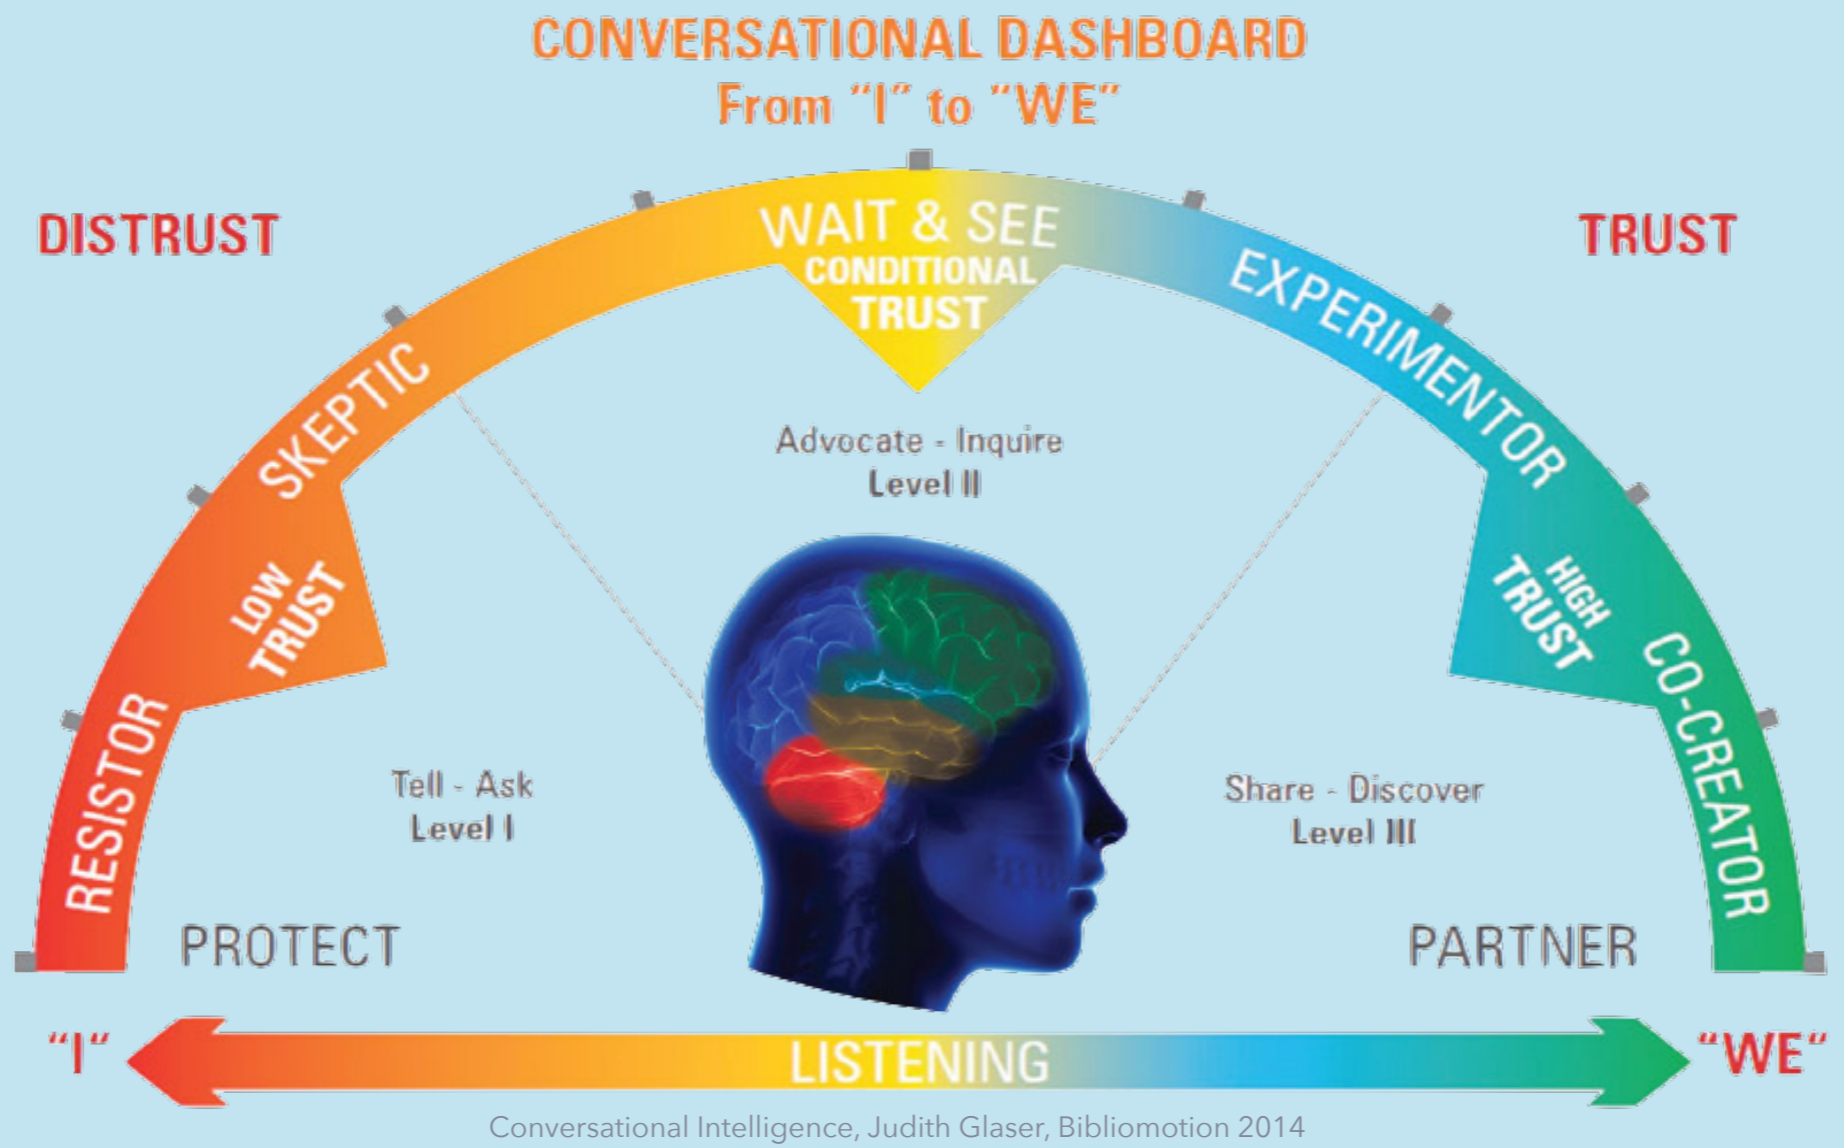 CONVERSATIONAL DASHBOARD
From "I" to "WE"
DISTRUST
TRUST
WAIT & SEE
CONDITIONAL
TRUST
SKEPTIC
EXPERIMENTOR
Advocate - Inquire
Level II
LOW
TRUST
HIGH
TRUST
RESISTOR
CO-CREATOR
Tell - Ask
Level I
Share - Discover
Level III
PROTECT
PARTNER
"I"
LISTENING
"WE"
Conversational Intelligence, Judith Glaser, Bibliomotion 2014